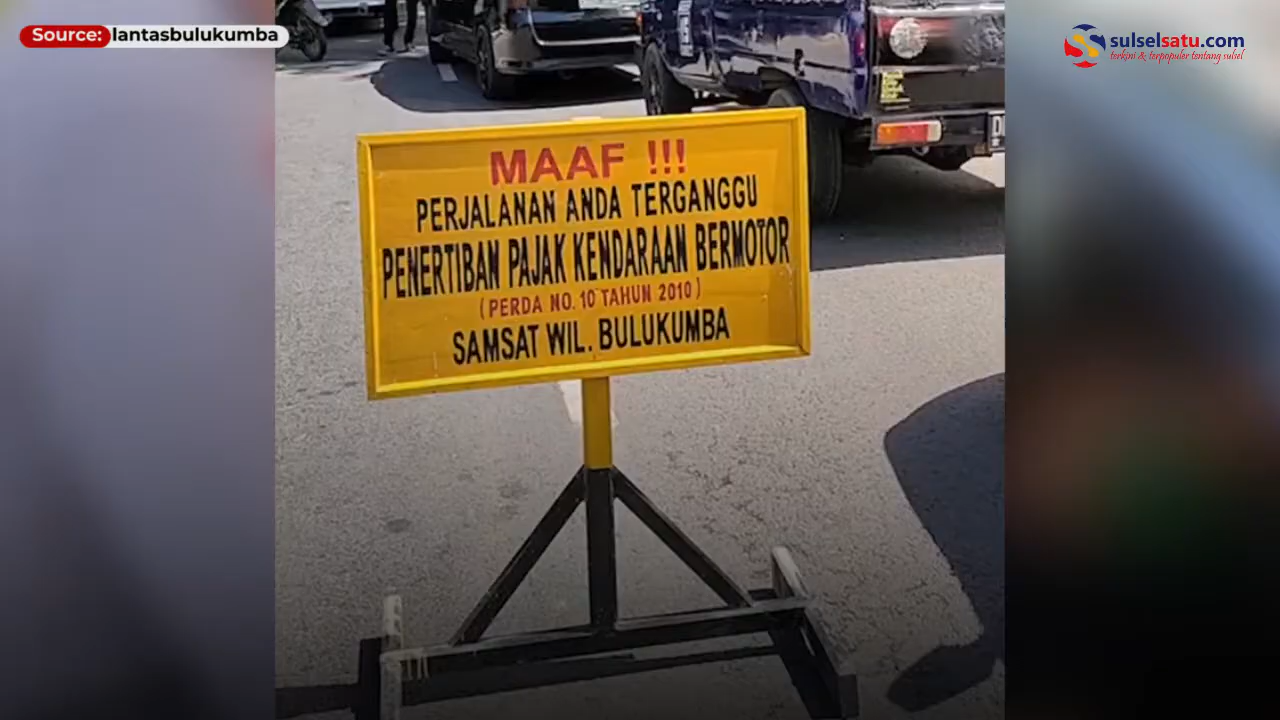 Source: lantasbulukumba
sulselsatu.com
terkini & terpopuler tentang sulsel
MAAF !!!
PERJALANAN ANDA TERGANGGU
PENERTIBAN PAJAK KENDARAAN BERMOTOR
(PERDA NO. 10 TAHUN 2010)
SAMSAT WIL. BULUKUMBA